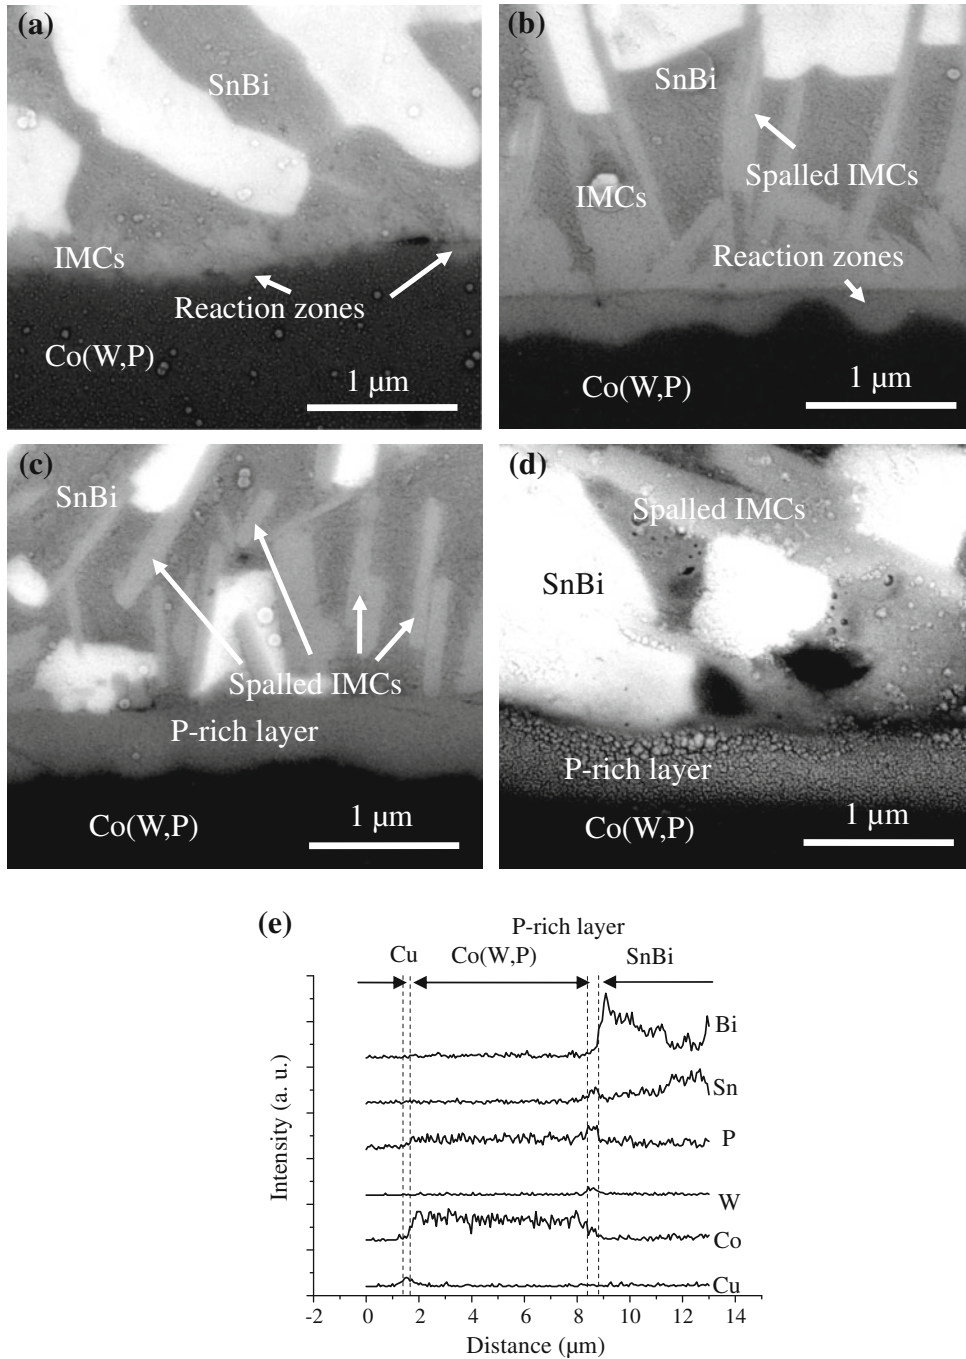 (a)
SnBi
IMCs
Reaction zones
Co(W,P)
1 μm
(b)
SnBi
Spalled IMCs
IMCs
Reaction zones
Co(W,P)
1 μm
(c)
SnBi
Spalled IMCs
P-rich layer
Co(W,P)
1 μm
(d)
Spalled IMCs
SnBi
P-rich layer
Co(W,P)
1 μm
(e)
P-rich layer
Cu Co(W,P) SnBi
Bi
Sn
P
W
Co
Cu
Intensity (a. u.)
-2 0 2 4 6 8 10 12 14
Distance (μm)